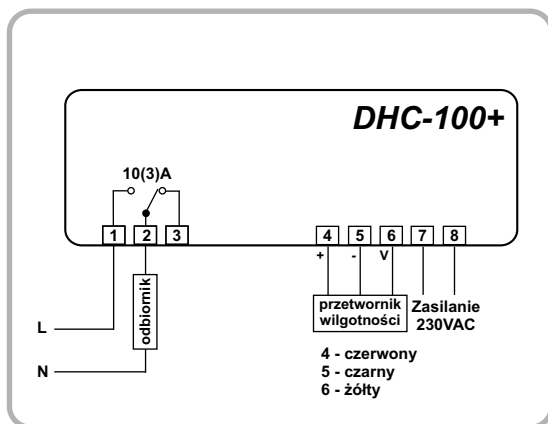 DHC-100+
10(3)A
1 2 3 4 5 6 7 8
+ - V
odbiornik
przetwornik
wilgotności
Zasilanie
230VAC
L
N
4 - czerwony
5 - czarny
6 - żółty